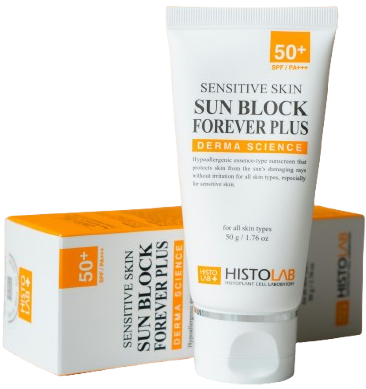 50+
SPF / PA+++
SENSITIVE SKIN
SUN BLOCK
FOREVER PLUS
DERMA SCIENCE
Hypoallergenic essence-type sunscreen that
protects skin from the sun's damaging rays
without irritation for all skin types, especially
for sensitive skin.
for all skin types
50 g / 1.76 oz
HISTO
LAB+
HISTOLAB
HISTOPLANT CELL LABORATORY
50+
SPF / PA+++
SENSITIVE SKIN
SUN BLOCK
FOREVER PLUS
DERMA SCIENCE
HISTO
LAB+
HISTOLAB